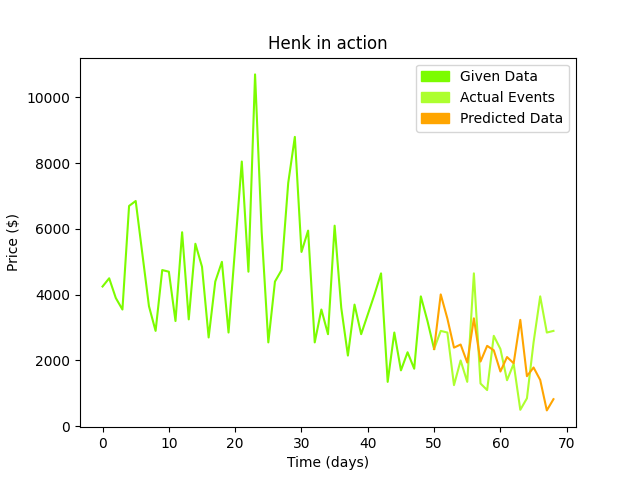 Henk in action
Given Data
Actual Events
Predicted Data
Price ($)
10000
8000
6000
4000
2000
0
0 10 20 30 40 50 60 70
Time (days)